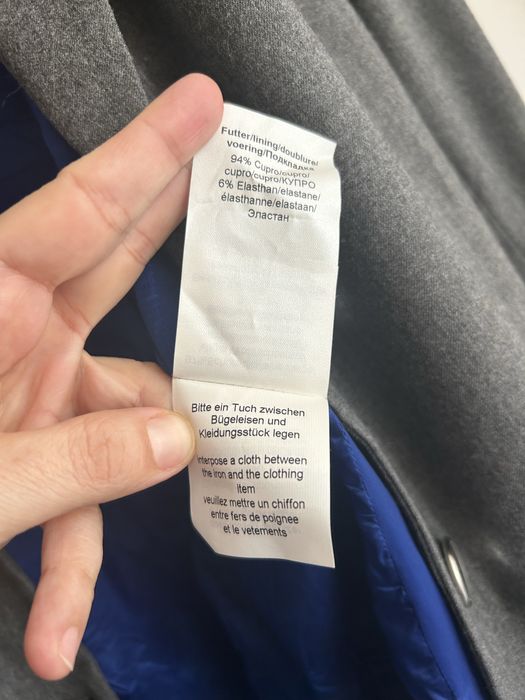 Futter/lining/doublure/
voering/Подкладка
94% Cupro/cupro/
cupro/cupro/КУПРО
6% Elasthan/elastane/
élasthanne/elastaan/
Эластан
Bitte ein Tuch zwischen
Bügeleisen und
Kleidungsstück legen
Interpose a cloth between
the iron and the clothing
item
veuillez mettre un chiffon
entre fers de poignee
et le vetements